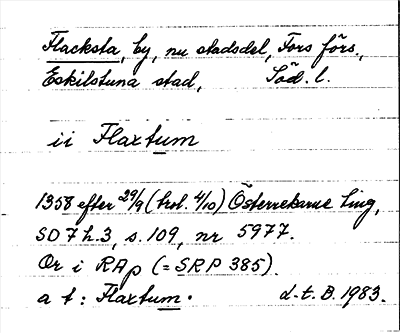 Flacksta, by, nu stadsdel, Fors förs.,
Eskilstuna stad, Söd. l.
ii Flaxtum
1358 efter 29/9 (trol. 4/10) Österrekarne ting,
SD 7 h.3, s. 109, nr 5977.
Or i RAp (= SRP 385).
a t: Flaxtum. d.t. B. 1983.